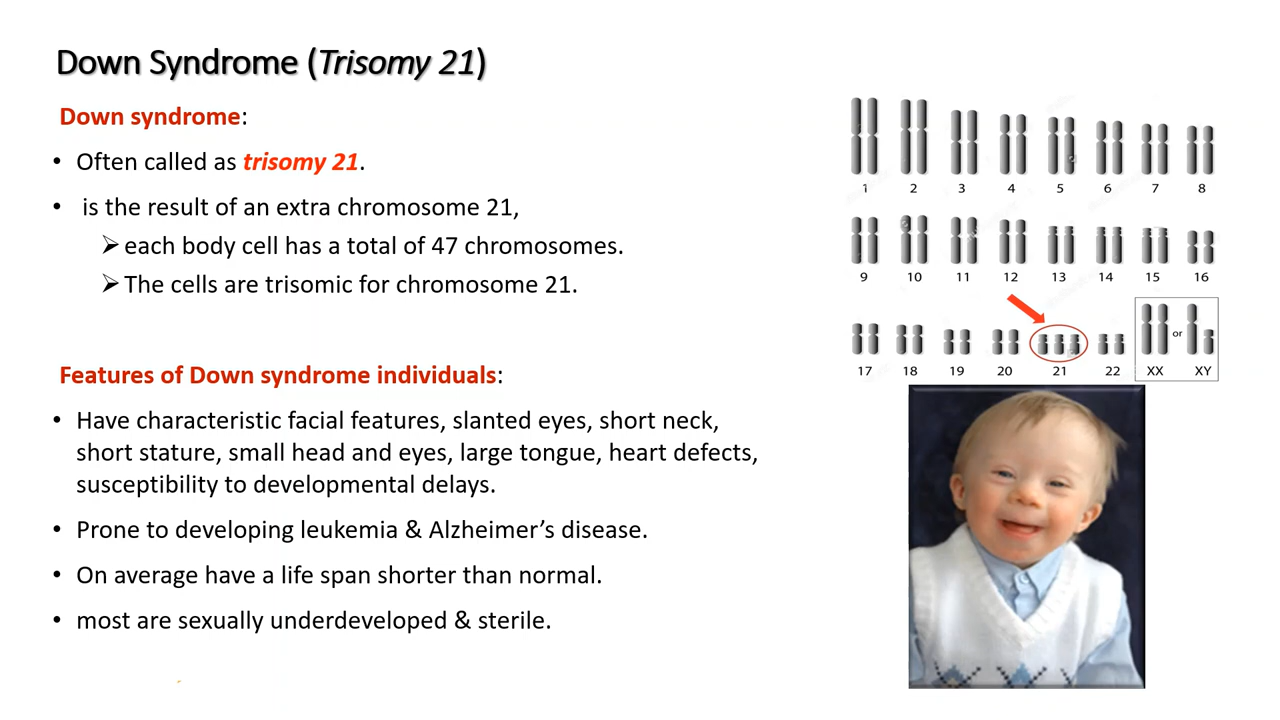 Down Syndrome (Trisomy 21)
Down syndrome:
• Often called as trisomy 21.
• is the result of an extra chromosome 21,
➢ each body cell has a total of 47 chromosomes.
➢ The cells are trisomic for chromosome 21.
Features of Down syndrome individuals:
• Have characteristic facial features, slanted eyes, short neck,
short stature, small head and eyes, large tongue, heart defects,
susceptibility to developmental delays.
• Prone to developing leukemia & Alzheimer’s disease.
• On average have a life span shorter than normal.
• most are sexually underdeveloped & sterile.
1 2 3 4 5 6 7 8
9 10 11 12 13 14 15 16
or
17 18 19 20 21 22 XX XY